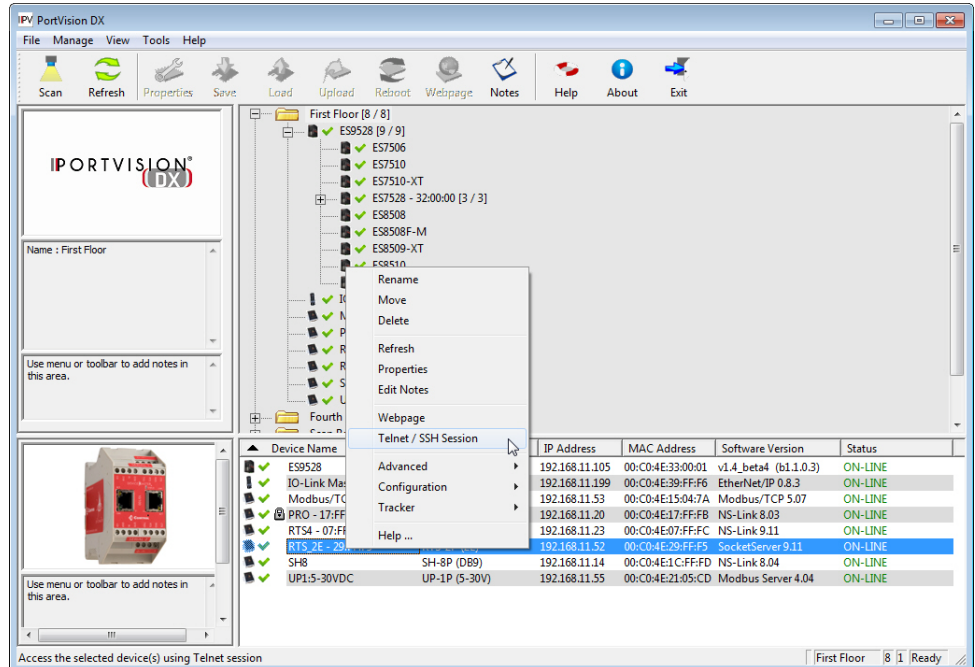 IPV PortVision DX
File Manage View Tools Help
Scan Refresh Properties Save Load Upload Reboot Webpage Notes Help About Exit
PORTVISION®
DX
Name : First Floor
Use menu or toolbar to add notes in
this area.
First Floor [8 / 8]
ES9528 [9 / 9]
ES7506
ES7510
ES7510-XT
ES7528 - 32:00:00 [3 / 3]
ES8508
ES8508F-M
ES8509-XT
ES8510
Fourth
Rename
Move
Delete
Refresh
Properties
Edit Notes
Webpage
Telnet / SSH Session
Advanced
Configuration
Tracker
Help ...
Use menu or toolbar to add notes in
this area.
Device Name IP Address MAC Address Software Version Status
ES9528 192.168.11.105 00:C0:4E:33:00:01 v1.4_beta4 (b1.1.0.3) ON-LINE
IO-Link Mas 192.168.11.199 00:C0:4E:39:FF:F6 EtherNet/IP 0.8.3 ON-LINE
Modbus/TC 192.168.11.53 00:C0:4E:15:04:7A Modbus/TCP 5.07 ON-LINE
PRO - 17:FF 192.168.11.20 00:C0:4E:17:FF:FB NS-Link 8.03 ON-LINE
RTS4 - 07:FF 192.168.11.23 00:C0:4E:07:FF:FC NS-Link 9.11 ON-LINE
RTS_2E - 29 192.168.11.52 00:C0:4E:29:FF:F5 SocketServer 9.11 ON-LINE
SH8 SH-8P (DB9) 192.168.11.14 00:C0:4E:1C:FF:FD NS-Link 8.04 ON-LINE
UP1:5-30VDC UP-1P (5-30V) 192.168.11.55 00:C0:4E:21:05:CD Modbus Server 4.04 ON-LINE
Access the selected device(s) using Telnet session First Floor 8 1 Ready